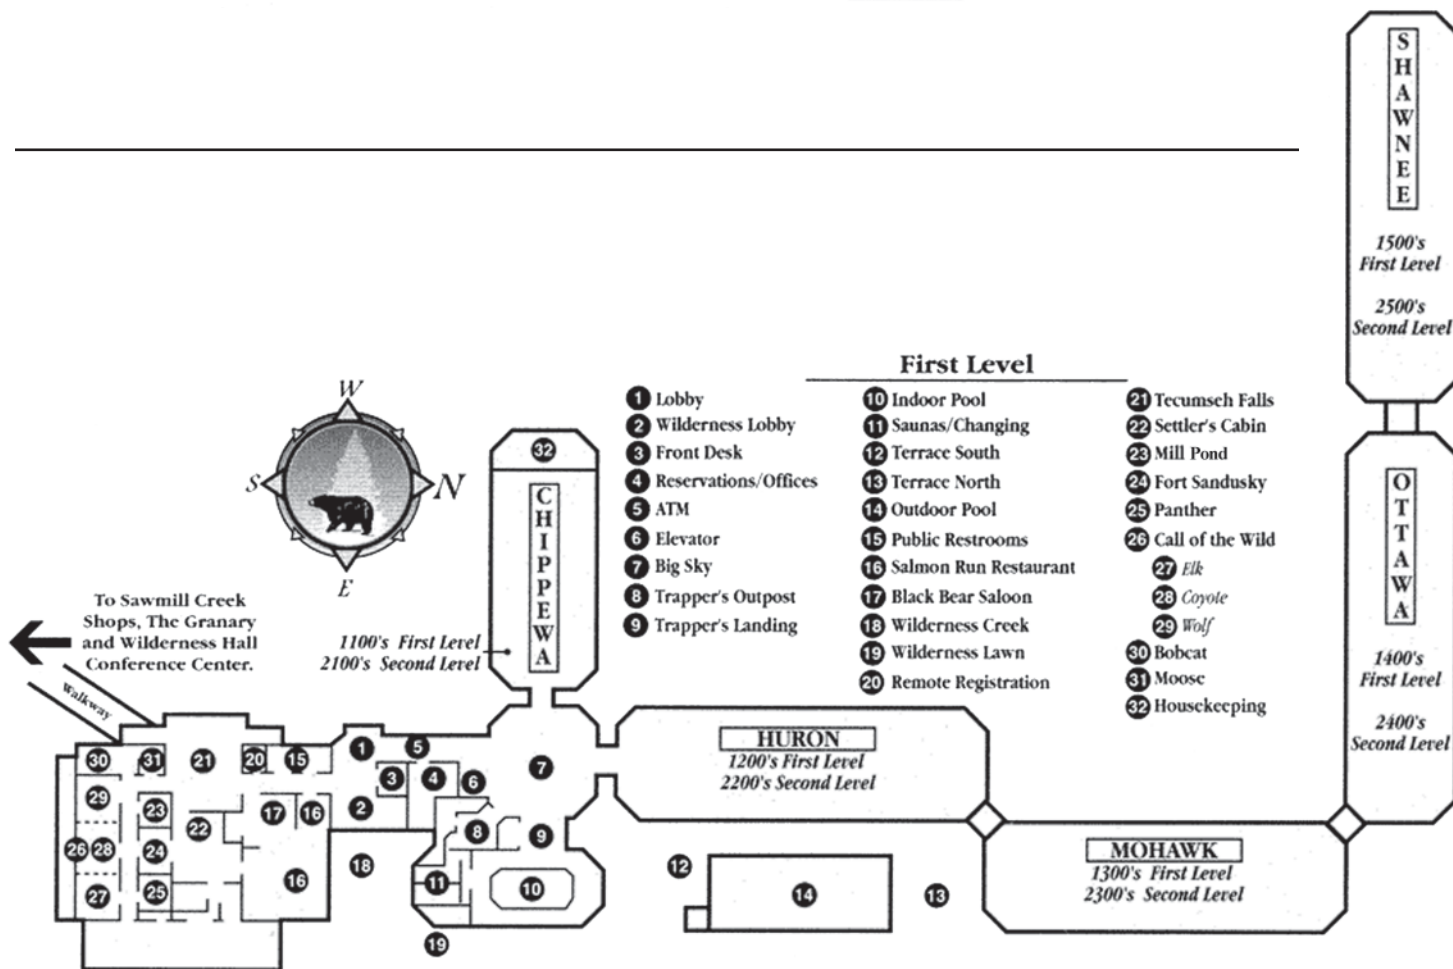 S
H
A
W
N
E
E
1500's
First Level
2500's
Second Level
W
S
N
E
First Level
1 Lobby
2 Wilderness Lobby
3 Front Desk
4 Reservations/Offices
5 ATM
6 Elevator
7 Big Sky
8 Trapper's Outpost
9 Trapper's Landing
10 Indoor Pool
11 Saunas/Changing
12 Terrace South
13 Terrace North
14 Outdoor Pool
15 Public Restrooms
16 Salmon Run Restaurant
17 Black Bear Saloon
18 Wilderness Creek
19 Wilderness Lawn
20 Remote Registration
21 Tecumseh Falls
22 Settler's Cabin
23 Mill Pond
24 Fort Sandusky
25 Panther
26 Call of the Wild
27 Elk
28 Coyote
29 Wolf
30 Bobcat
31 Moose
32 Housekeeping
O
T
T
A
W
A
1400's
First Level
2400's
Second Level
32
C
H
I
P
P
E
W
A
1100's First Level
2100's Second Level
To Sawmill Creek
Shops, The Granary
and Wilderness Hall
Conference Center.
Walkway
30 31 21 20 15 1 5
29 3 4 6 7
23 17 16 2
22 8 9
26 28 24 18
27 25 16 11 10
19
HURON
1200's First Level
2200's Second Level
12 14 13
MOHAWK
1300's First Level
2300's Second Level